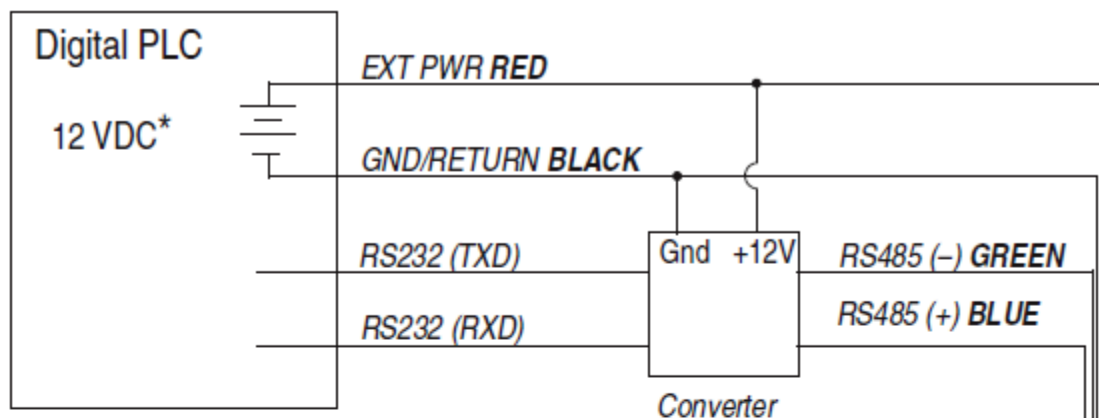 Digital PLC
12 VDC*
EXT PWR RED
GND/RETURN BLACK
RS232 (TXD)
RS232 (RXD)
Gnd +12V
RS485 (–) GREEN
RS485 (+) BLUE
Converter